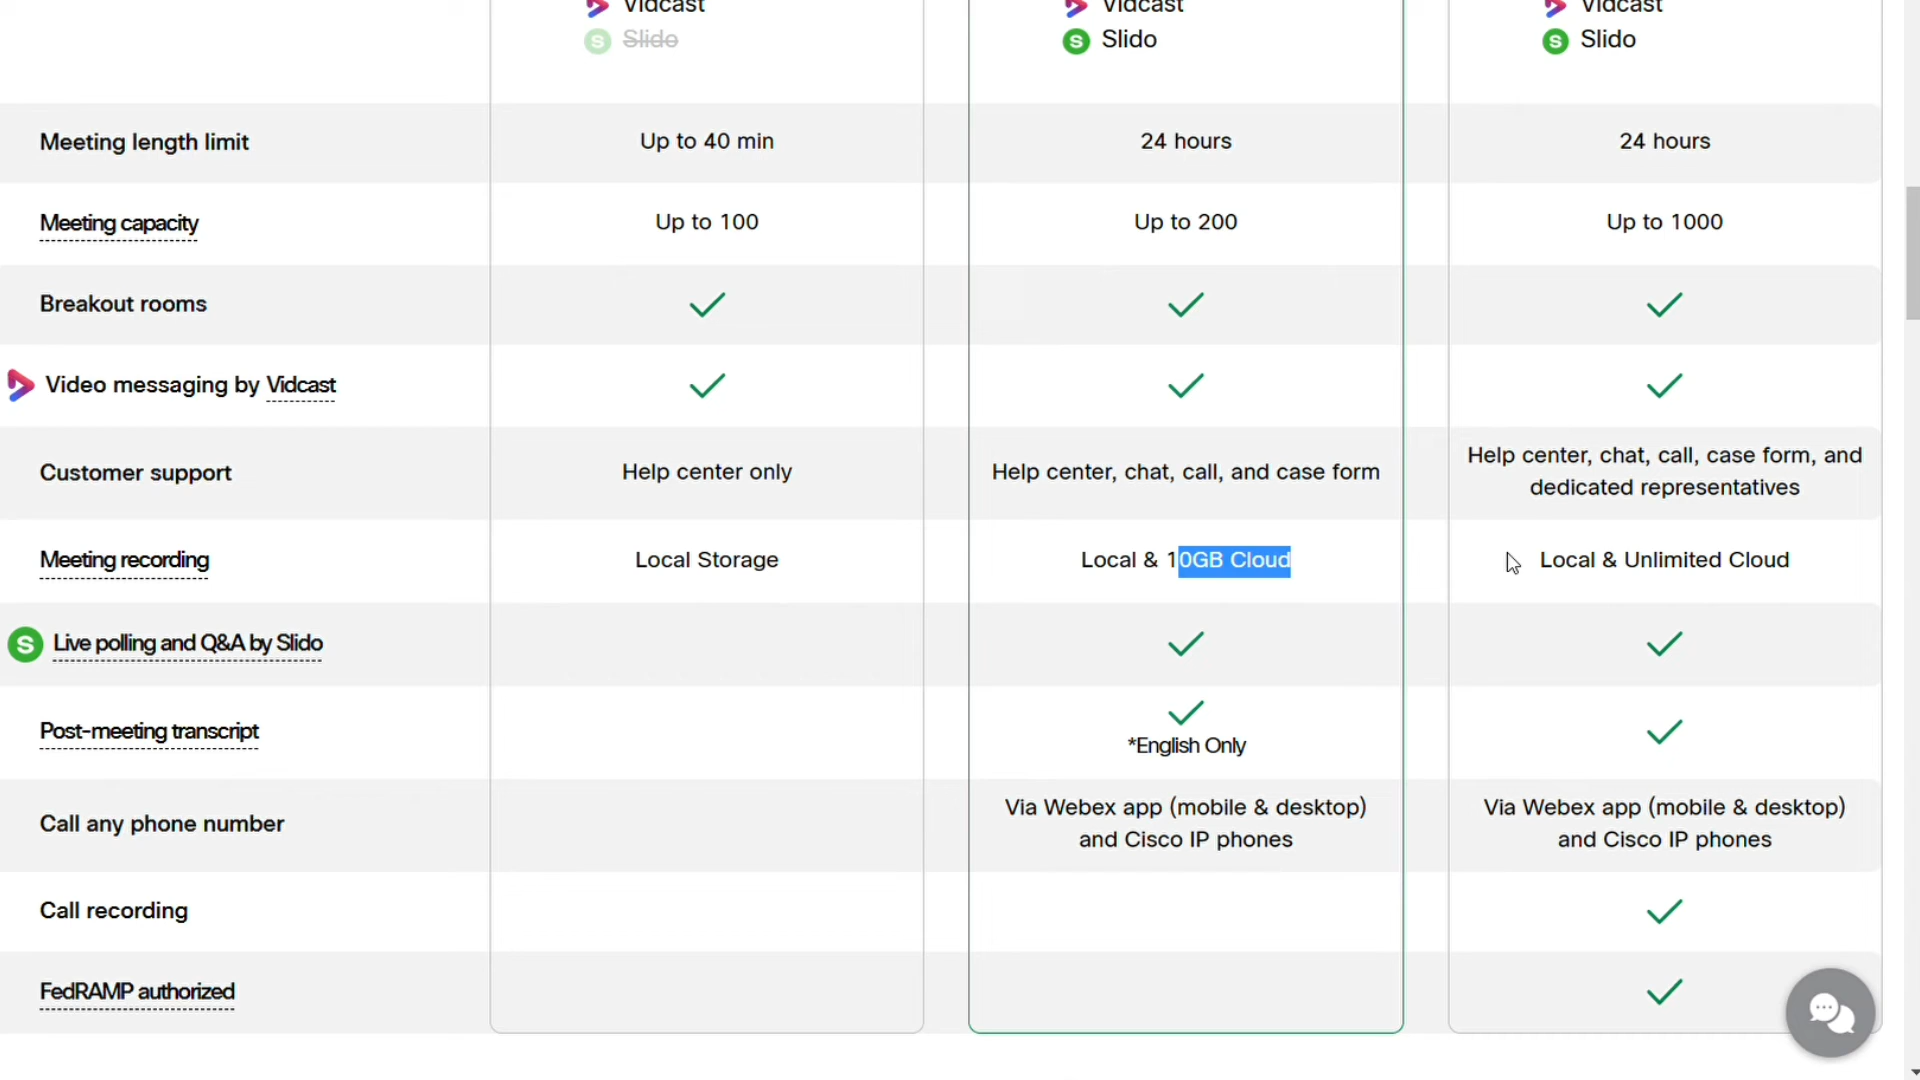 Vidcast
Vidcast
Vidcast
S Slido
S Slido
S Slido
Meeting length limit
Up to 40 min
24 hours
24 hours
Meeting capacity
Up to 100
Up to 200
Up to 1000
Breakout rooms
Video messaging by Vidcast
Customer support
Help center only
Help center, chat, call, and case form
Help center, chat, call, case form, and
dedicated representatives
Meeting recording
Local Storage
Local & 10GB Cloud
Local & Unlimited Cloud
S Live polling and Q&A by Slido
Post-meeting transcript
*English Only
Call any phone number
Via Webex app (mobile & desktop)
and Cisco IP phones
Via Webex app (mobile & desktop)
and Cisco IP phones
Call recording
FedRAMP authorized